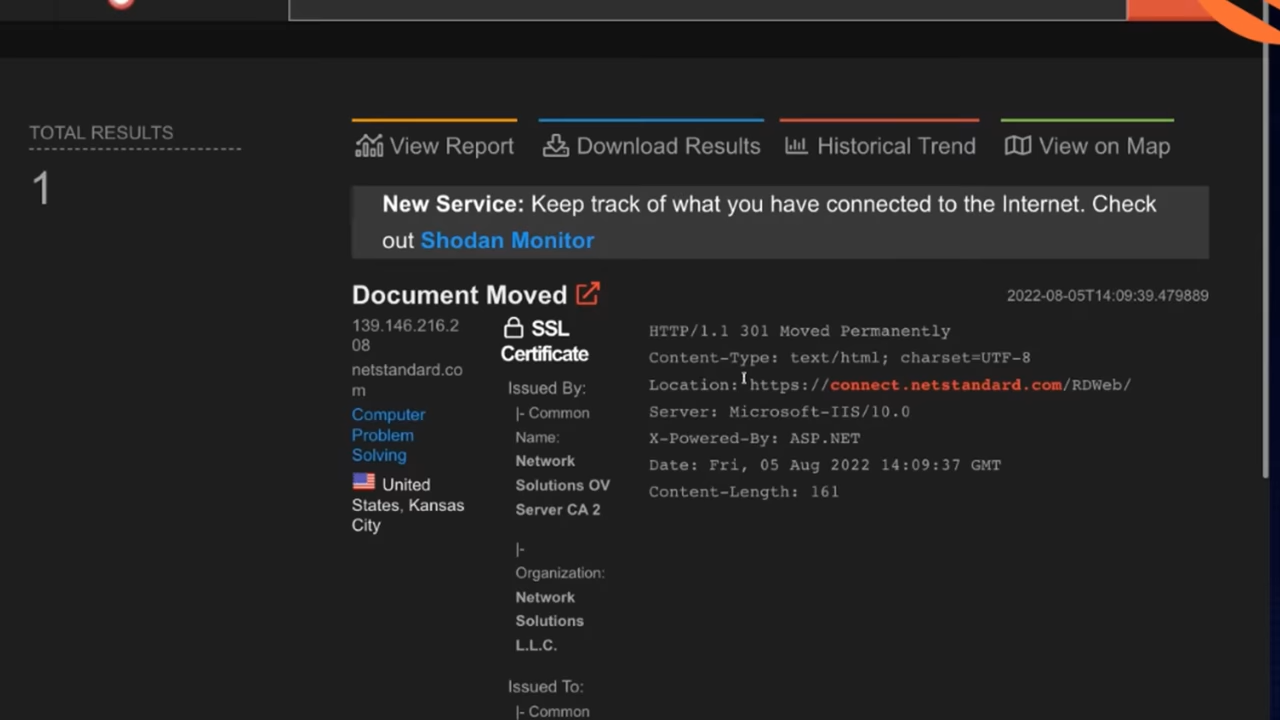 TOTAL RESULTS
1
View Report
Download Results
Historical Trend
View on Map
New Service: Keep track of what you have connected to the Internet. Check
out Shodan Monitor
Document Moved
2022-08-05T14:09:39.479889
139.146.216.2
08
netstandard.co
m
Computer
Problem
Solving
United
States, Kansas
City
SSL
Certificate
Issued By:
|- Common
Name:
Network
Solutions OV
Server CA 2
|-
Organization:
Network
Solutions
L.L.C.
Issued To:
|- Common
HTTP/1.1 301 Moved Permanently
Content-Type: text/html; charset=UTF-8
Location: https://connect.netstandard.com/RDWeb/
Server: Microsoft-IIS/10.0
X-Powered-By: ASP.NET
Date: Fri, 05 Aug 2022 14:09:37 GMT
Content-Length: 161